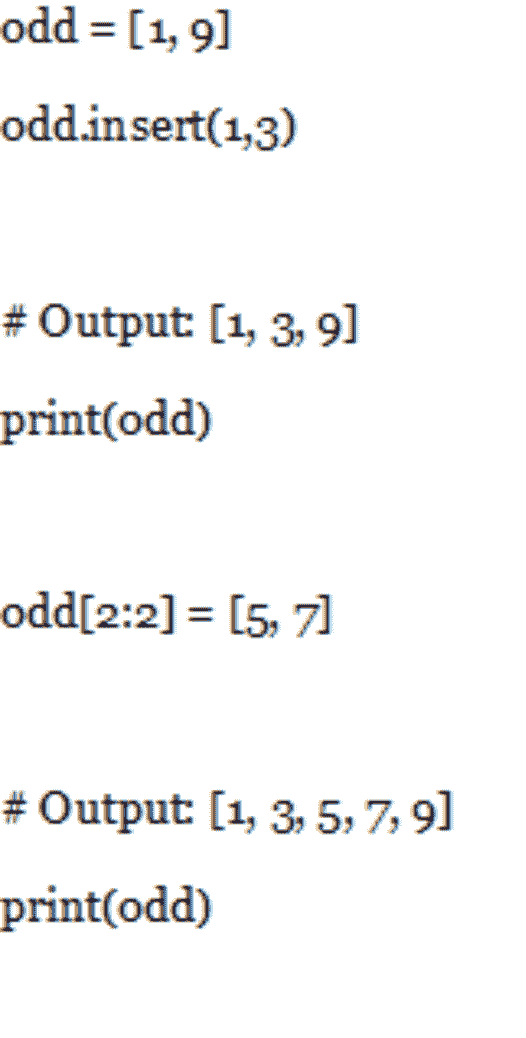 odd = [1, 9]
odd.insert(1,3)
# Output: [1, 3, 9]
print(odd)
odd[2:2] = [5, 7]
# Output: [1, 3, 5, 7, 9]
print(odd)